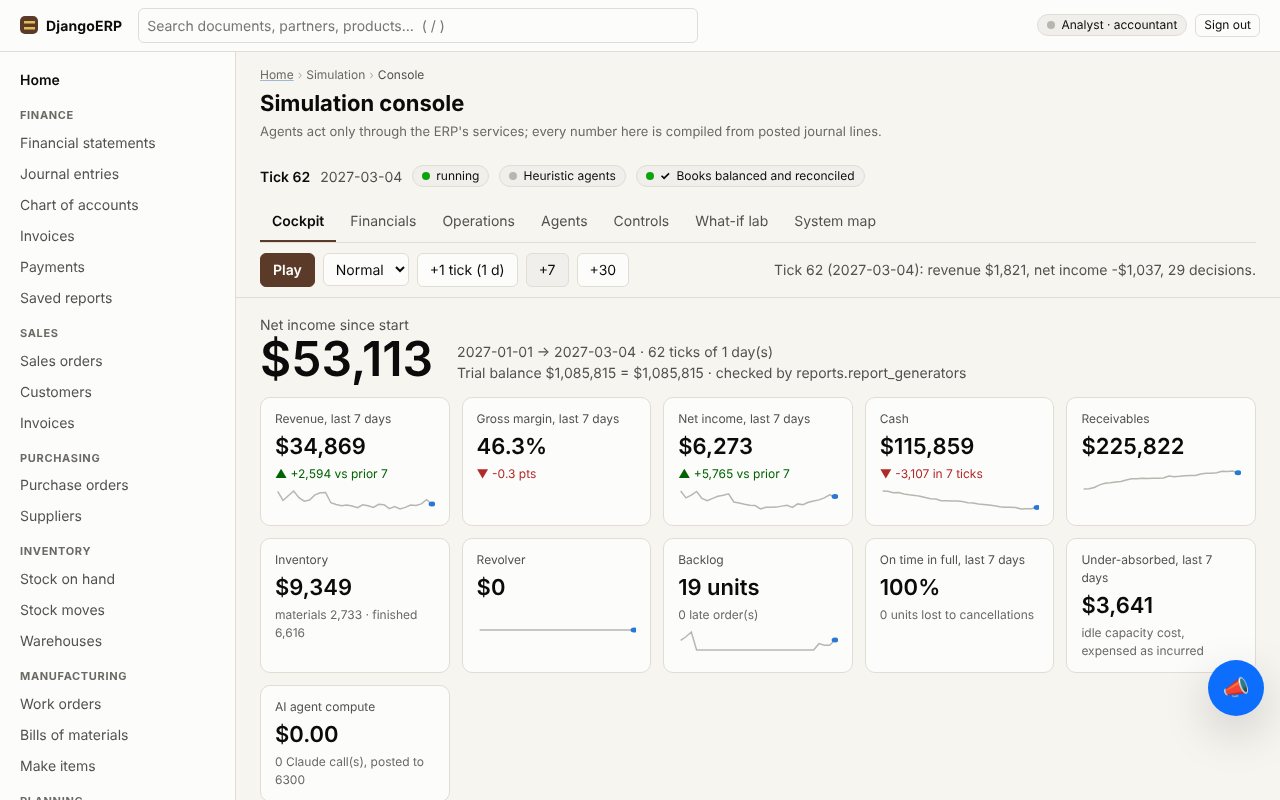 DjangoERP
Search documents, partners, products... ( / )
Analyst · accountant
Sign out
Home
FINANCE
Financial statements
Journal entries
Chart of accounts
Invoices
Payments
Saved reports
SALES
Sales orders
Customers
Invoices
PURCHASING
Purchase orders
Suppliers
INVENTORY
Stock on hand
Stock moves
Warehouses
MANUFACTURING
Work orders
Bills of materials
Make items
PLANNING
Home › Simulation › Console
Simulation console
Agents act only through the ERP's services; every number here is compiled from posted journal lines.
Tick 62 2027-03-04 running Heuristic agents ✓ Books balanced and reconciled
Cockpit Financials Operations Agents Controls What-if lab System map
Play Normal +1 tick (1 d) +7 +30 Tick 62 (2027-03-04): revenue $1,821, net income -$1,037, 29 decisions.
Net income since start
$53,113
2027-01-01 → 2027-03-04 · 62 ticks of 1 day(s)
Trial balance $1,085,815 = $1,085,815 · checked by reports.report_generators
Revenue, last 7 days
$34,869
▲ +2,594 vs prior 7
Gross margin, last 7 days
46.3%
▼ -0.3 pts
Net income, last 7 days
$6,273
▲ +5,765 vs prior 7
Cash
$115,859
▼ -3,107 in 7 ticks
Receivables
$225,822
Inventory
$9,349
materials 2,733 · finished
6,616
Revolver
$0
Backlog
19 units
0 late order(s)
On time in full, last 7 days
100%
0 units lost to cancellations
Under-absorbed, last 7
days
$3,641
idle capacity cost,
expensed as incurred
AI agent compute
$0.00
0 Claude call(s), posted to
6300